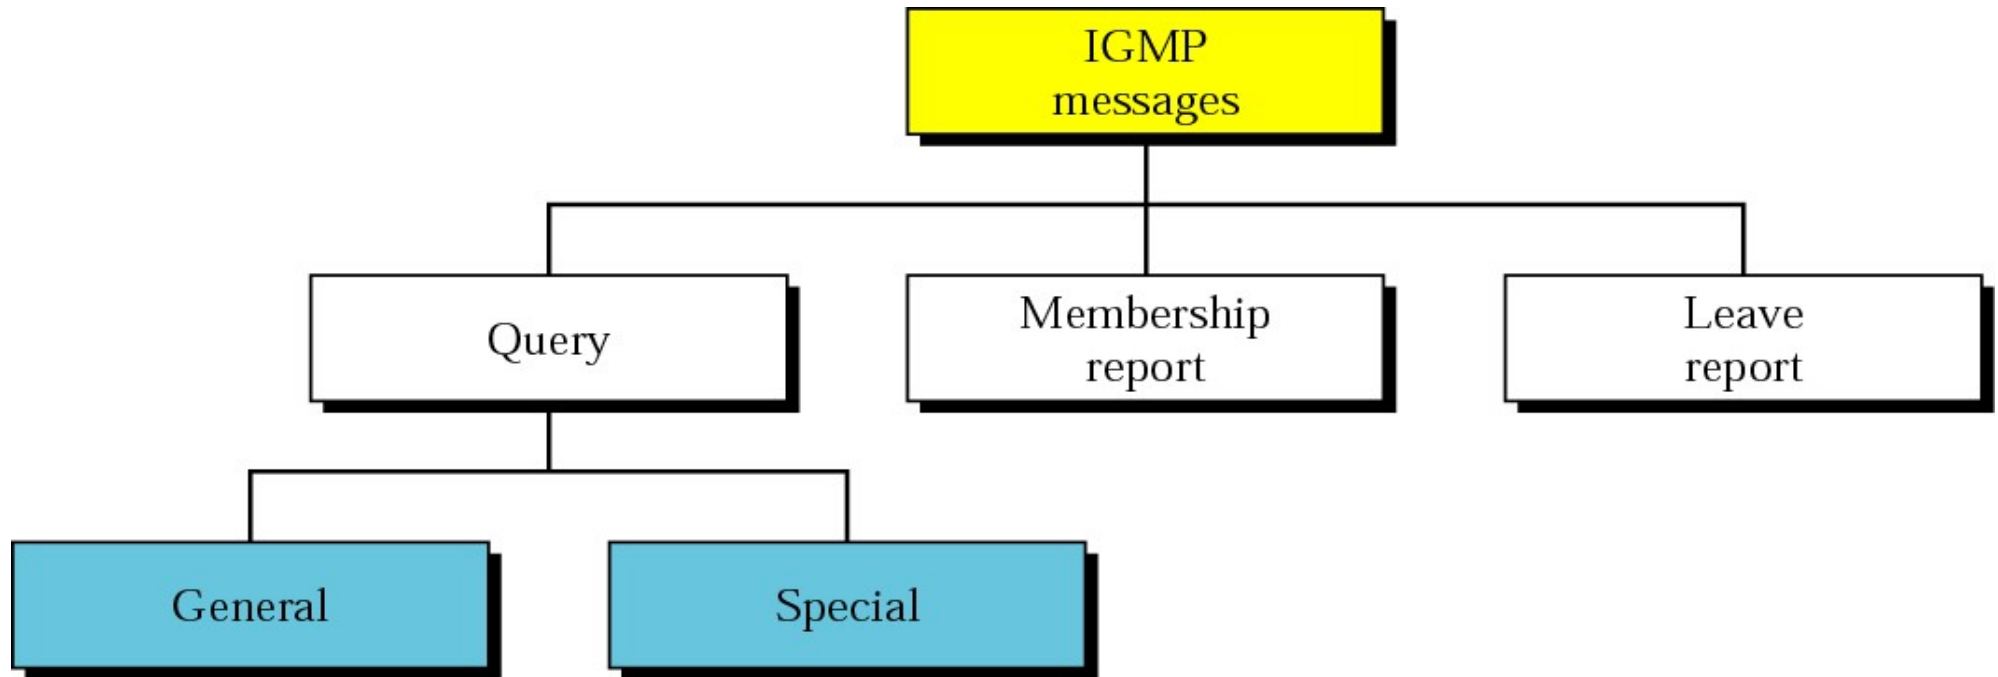 IGMP
messages
Query
Membership
report
Leave
report
General
Special